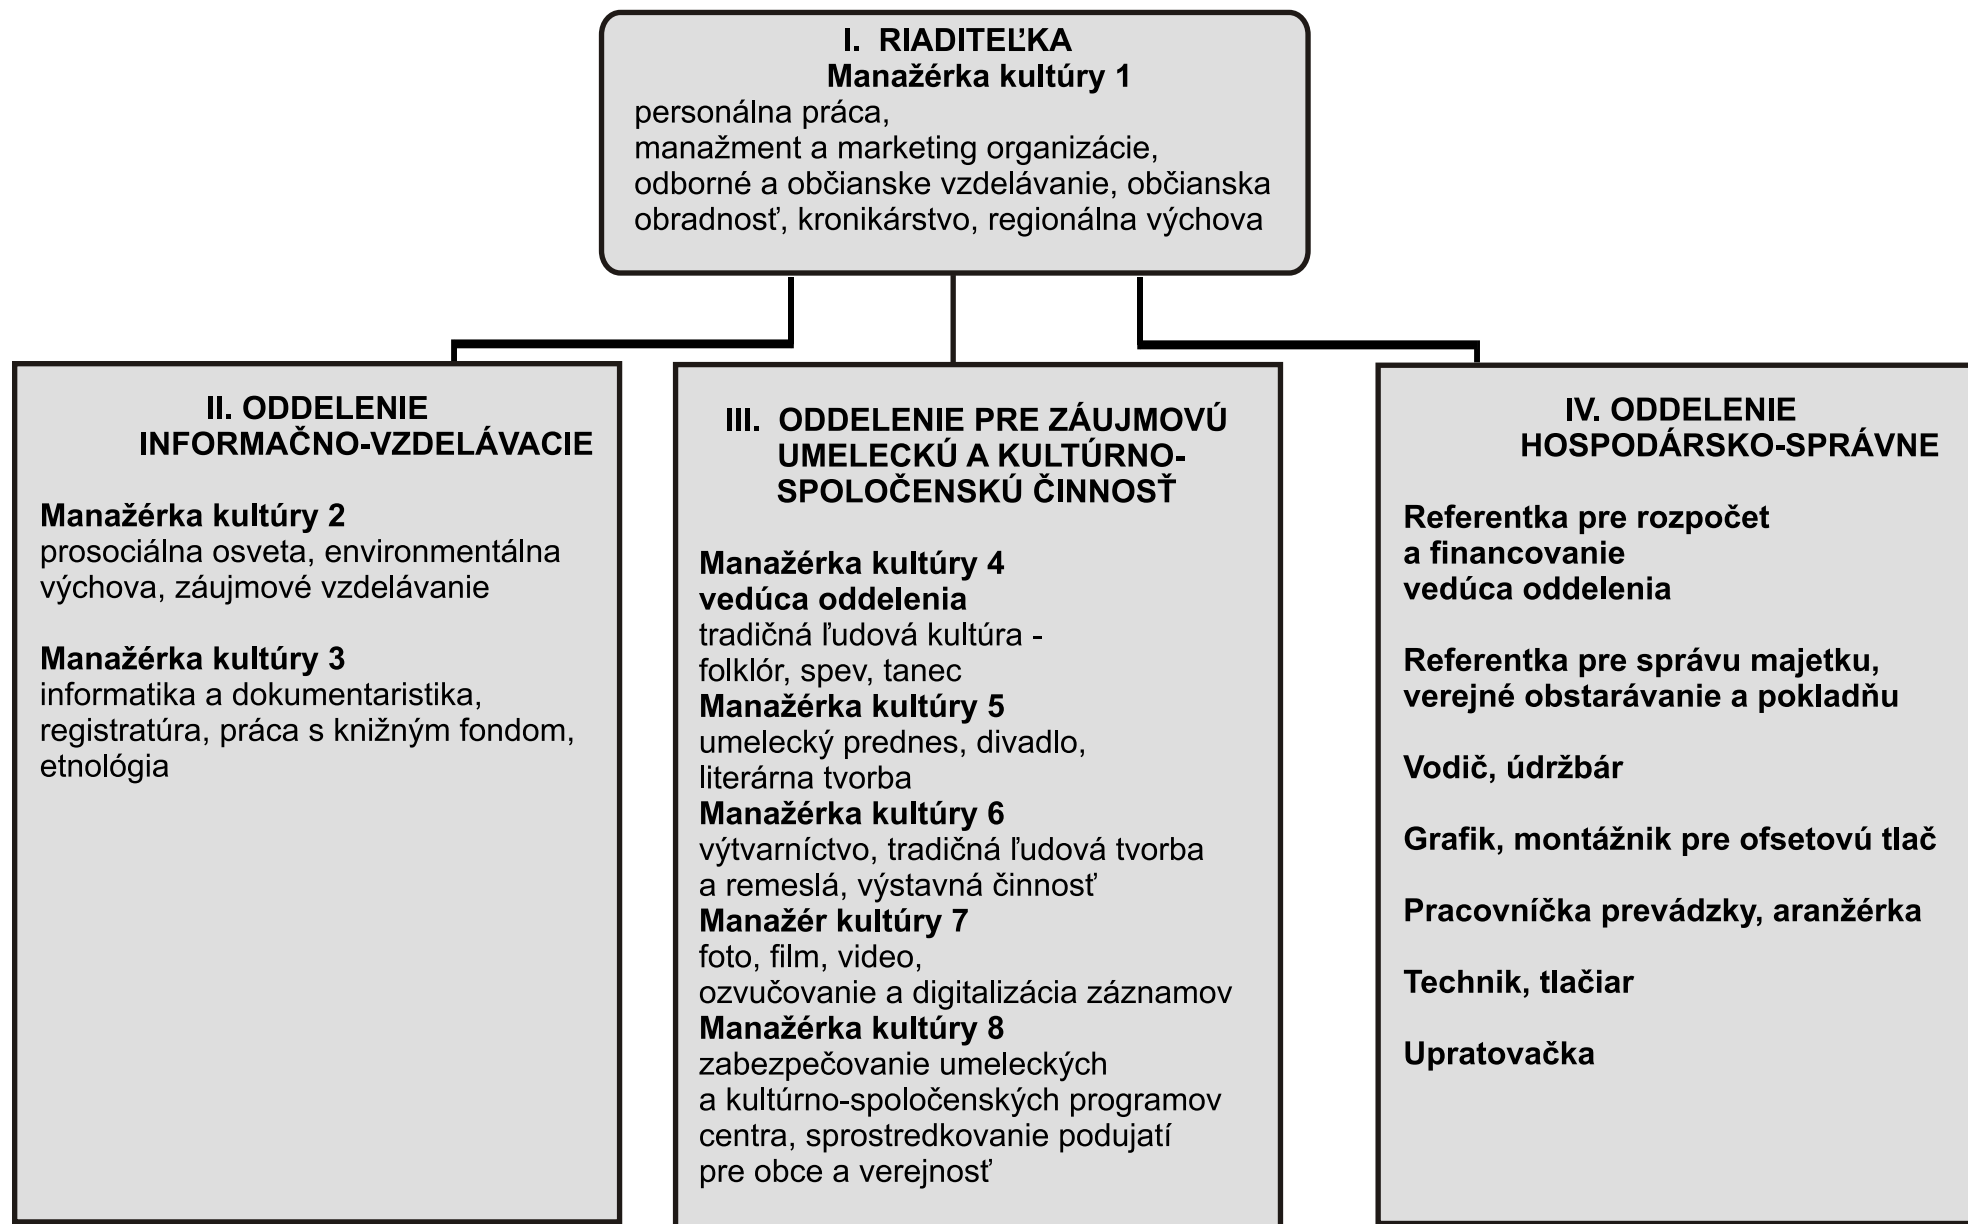 I. RIADITEĽKA
Manažérka kultúry 1
personálna práca,
manažment a marketing organizácie,
odborné a občianske vzdelávanie, občianska
obradnosť, kronikárstvo, regionálna výchova
II. ODDELENIE
INFORMAČNO-VZDELÁVACIE
Manažérka kultúry 2
prosociálna osveta, environmentálna
výchova, záujmové vzdelávanie
Manažérka kultúry 3
informatika a dokumentaristika,
registratúra, práca s knižným fondom,
etnológia
III. ODDELENIE PRE ZÁUJMOVÚ
UMELECKÚ A KULTÚRNO-
SPOLOČENSKÚ ČINNOSŤ
Manažérka kultúry 4
vedúca oddelenia
tradičná ľudová kultúra -
folklór, spev, tanec
Manažérka kultúry 5
umelecký prednes, divadlo,
literárna tvorba
Manažérka kultúry 6
výtvarníctvo, tradičná ľudová tvorba
a remeslá, výstavná činnosť
Manažér kultúry 7
foto, film, video,
ozvučovanie a digitalizácia záznamov
Manažérka kultúry 8
zabezpečovanie umeleckých
a kultúrno-spoločenských programov
centra, sprostredkovanie podujatí
pre obce a verejnosť
IV. ODDELENIE
HOSPODÁRSKO-SPRÁVNE
Referentka pre rozpočet
a financovanie
vedúca oddelenia
Referentka pre správu majetku,
verejné obstarávanie a pokladňu
Vodič, údržbár
Grafik, montážnik pre ofsetovú tlač
Pracovníčka prevádzky, aranžérka
Technik, tlačiar
Upratovačka